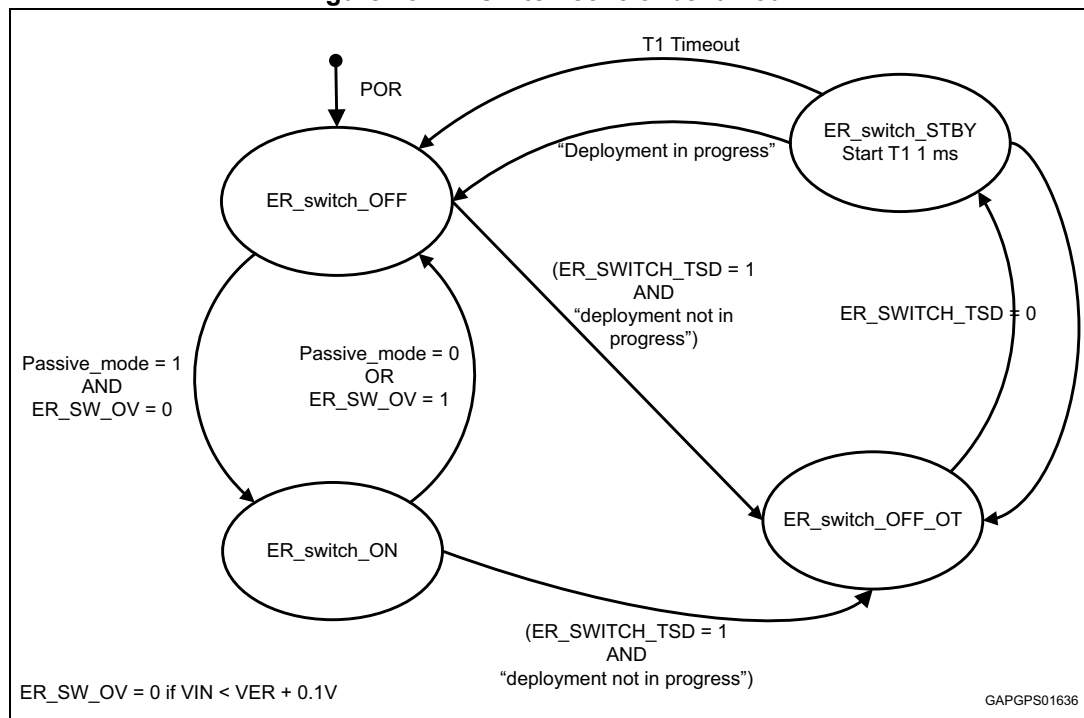 T1 Timeout
POR
ER_switch_STBY
Start T1 1 ms
“Deployment in progress”
ER_switch_OFF
(ER_SWITCH_TSD = 1
AND
“deployment not in
progress”)
ER_SWITCH_TSD = 0
Passive_mode = 1
AND
ER_SW_OV = 0
Passive_mode = 0
OR
ER_SW_OV = 1
ER_switch_OFF_OT
ER_switch_ON
(ER_SWITCH_TSD = 1
AND
“deployment not in progress”)
ER_SW_OV = 0 if VIN < VER + 0.1V
GAPGPS01636